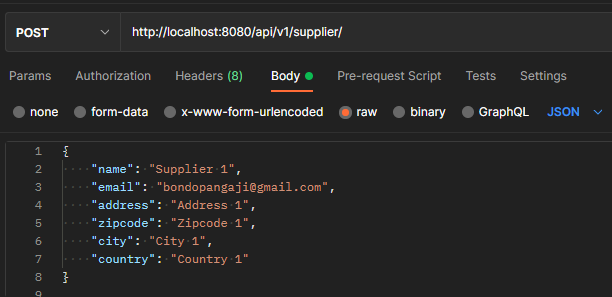 POST http://localhost:8080/api/v1/supplier/
Params Authorization Headers (8) Body Pre-request Script Tests Settings
none form-data x-www-form-urlencoded raw binary GraphQL JSON
1 {
2 "name": "Supplier 1",
3 "email": "bondopangaji@gmail.com",
4 "address": "Address 1",
5 "zipcode": "Zipcode 1",
6 "city": "City 1",
7 "country": "Country 1"
8 }
9